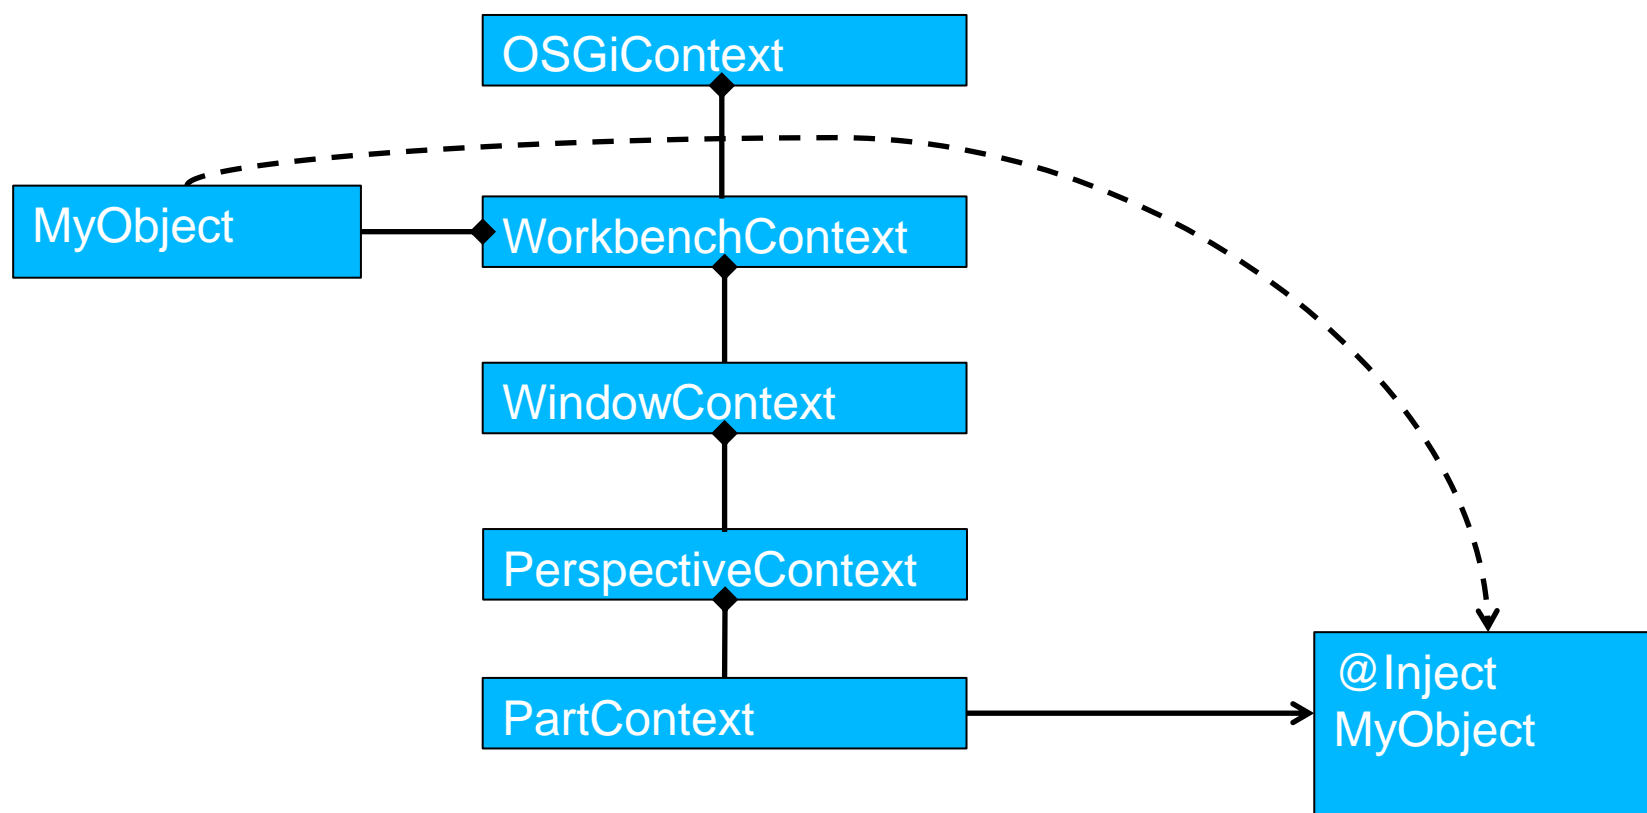 OSGiContext
MyObject
WorkbenchContext
WindowContext
PerspectiveContext
PartContext
@Inject
MyObject